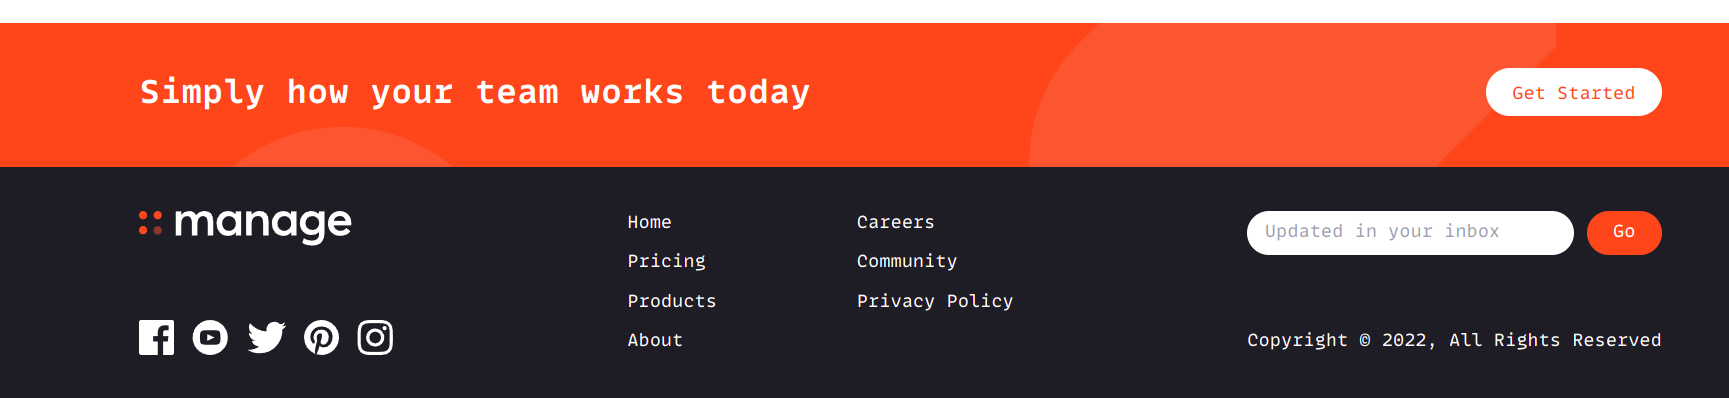 Simply how your team works today
Get Started
manage
Home
Pricing
Products
About
Careers
Community
Privacy Policy
Updated in your inbox
Go
Copyright © 2022, All Rights Reserved